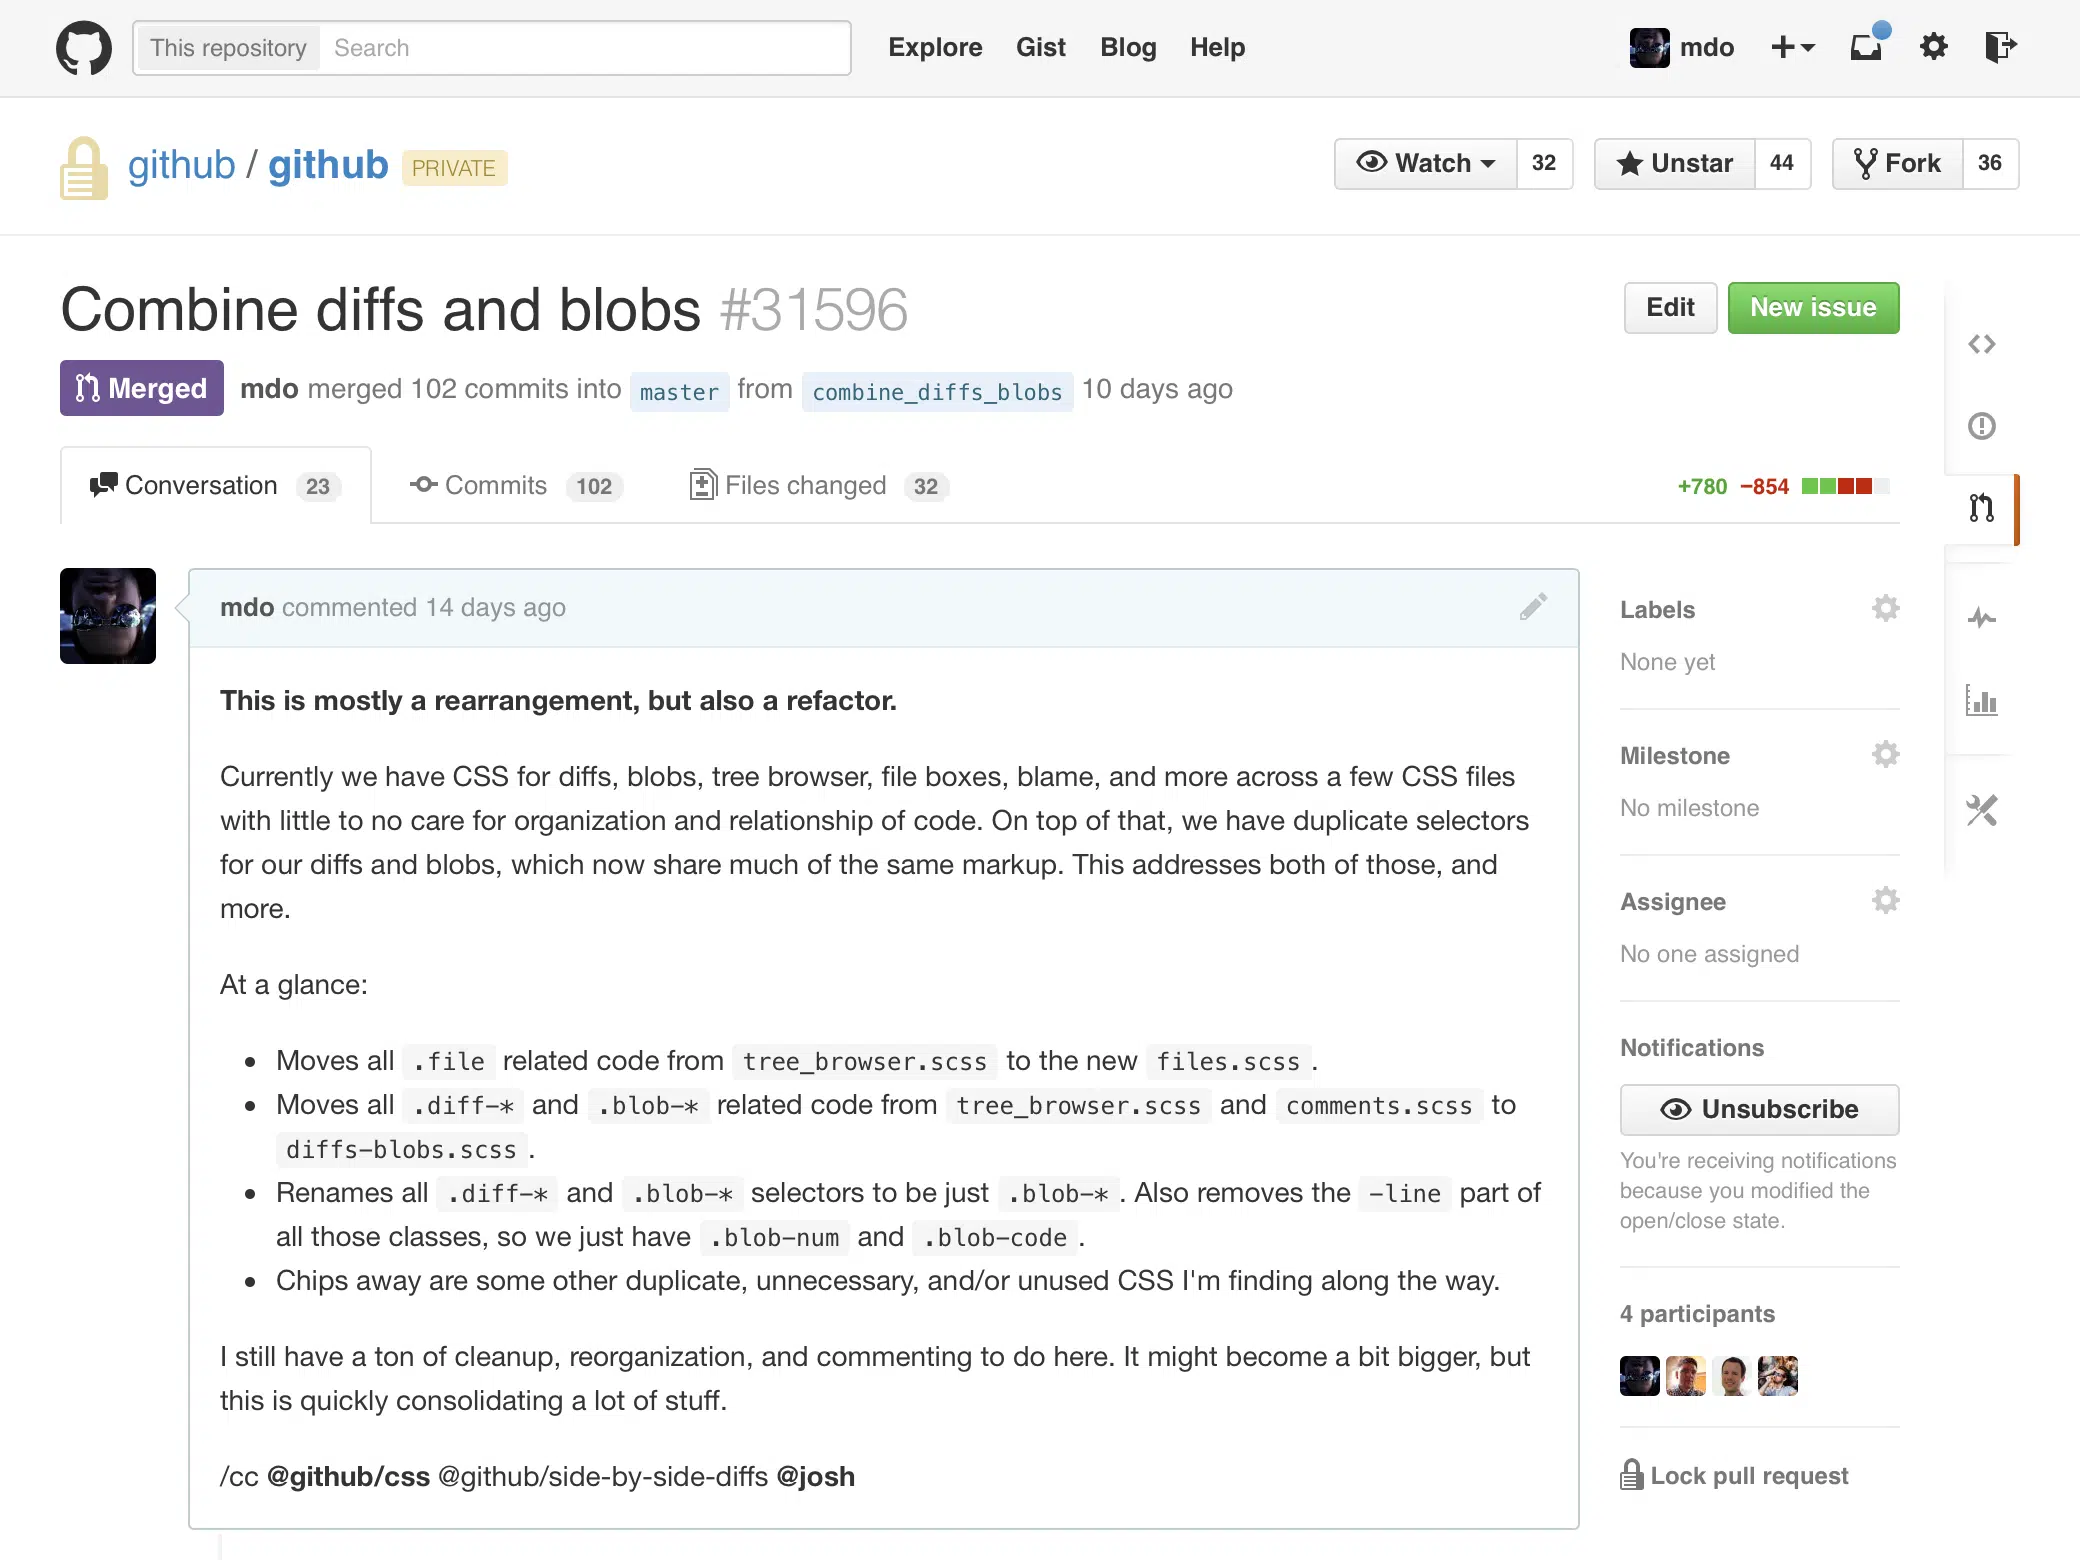 This repository Search Explore Gist Blog Help mdo
github / github PRIVATE Watch 32 Unstar 44 Fork 36
Combine diffs and blobs #31596 Edit New issue
Merged mdo merged 102 commits into master from combine_diffs_blobs 10 days ago
Conversation 23 Commits 102 Files changed 32 +780 −854
mdo commented 14 days ago
This is mostly a rearrangement, but also a refactor.
Currently we have CSS for diffs, blobs, tree browser, file boxes, blame, and more across a few CSS files
with little to no care for organization and relationship of code. On top of that, we have duplicate selectors
for our diffs and blobs, which now share much of the same markup. This addresses both of those, and
more.
At a glance:
• Moves all .file related code from tree_browser.scss to the new files.scss.
• Moves all .diff-* and .blob-* related code from tree_browser.scss and comments.scss to
diffs-blobs.scss.
• Renames all .diff-* and .blob-* selectors to be just .blob-*. Also removes the -line part of
all those classes, so we just have .blob-num and .blob-code.
• Chips away are some other duplicate, unnecessary, and/or unused CSS I'm finding along the way.
I still have a ton of cleanup, reorganization, and commenting to do here. It might become a bit bigger, but
this is quickly consolidating a lot of stuff.
/cc @github/css @github/side-by-side-diffs @josh
Labels
None yet
Milestone
No milestone
Assignee
No one assigned
Notifications
Unsubscribe
You're receiving notifications
because you modified the
open/close state.
4 participants
Lock pull request